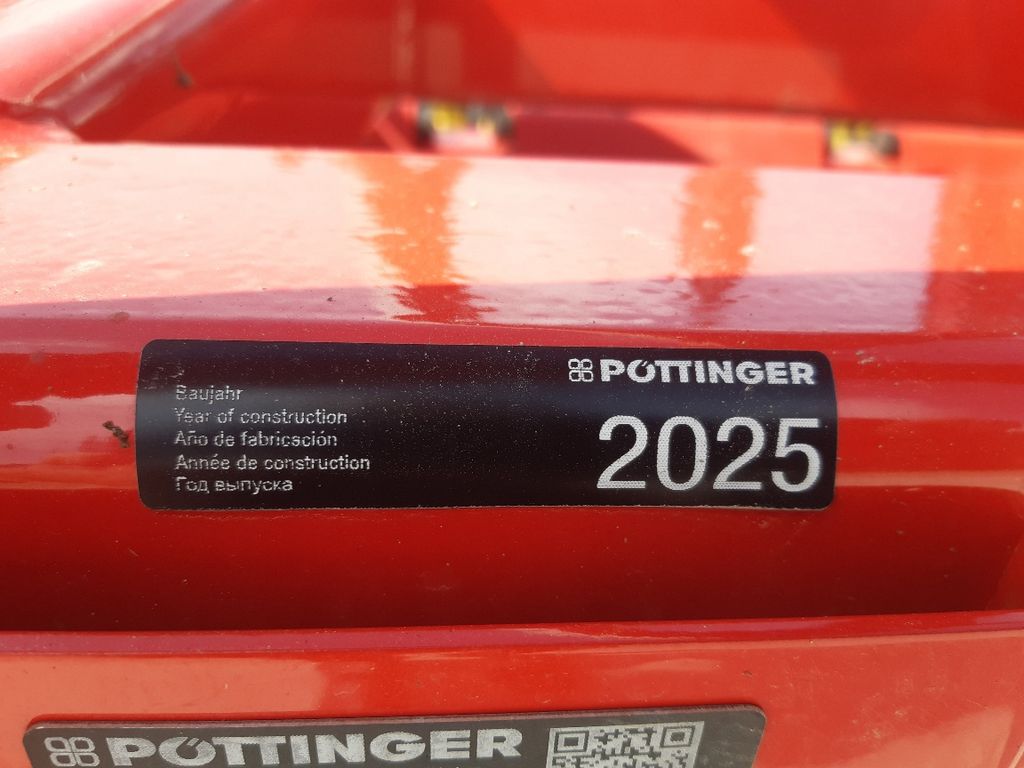 PÖTTINGER
Baujahr
Year of construction
Año de fabricación
Année de construction
Год выпуска
2025
PÖTTINGER